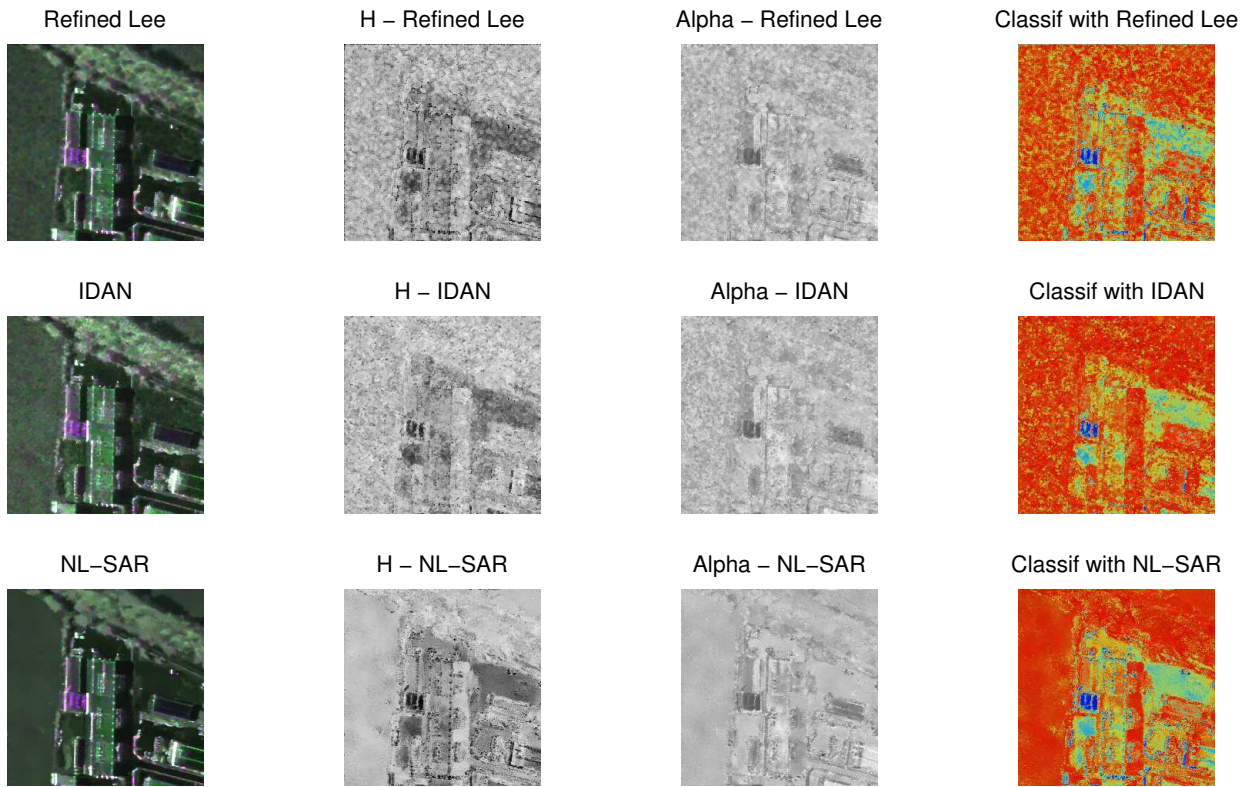 Refined Lee
H − Refined Lee
Alpha − Refined Lee
Classif with Refined Lee
IDAN
H − IDAN
Alpha − IDAN
Classif with IDAN
NL−SAR
H − NL−SAR
Alpha − NL−SAR
Classif with NL−SAR